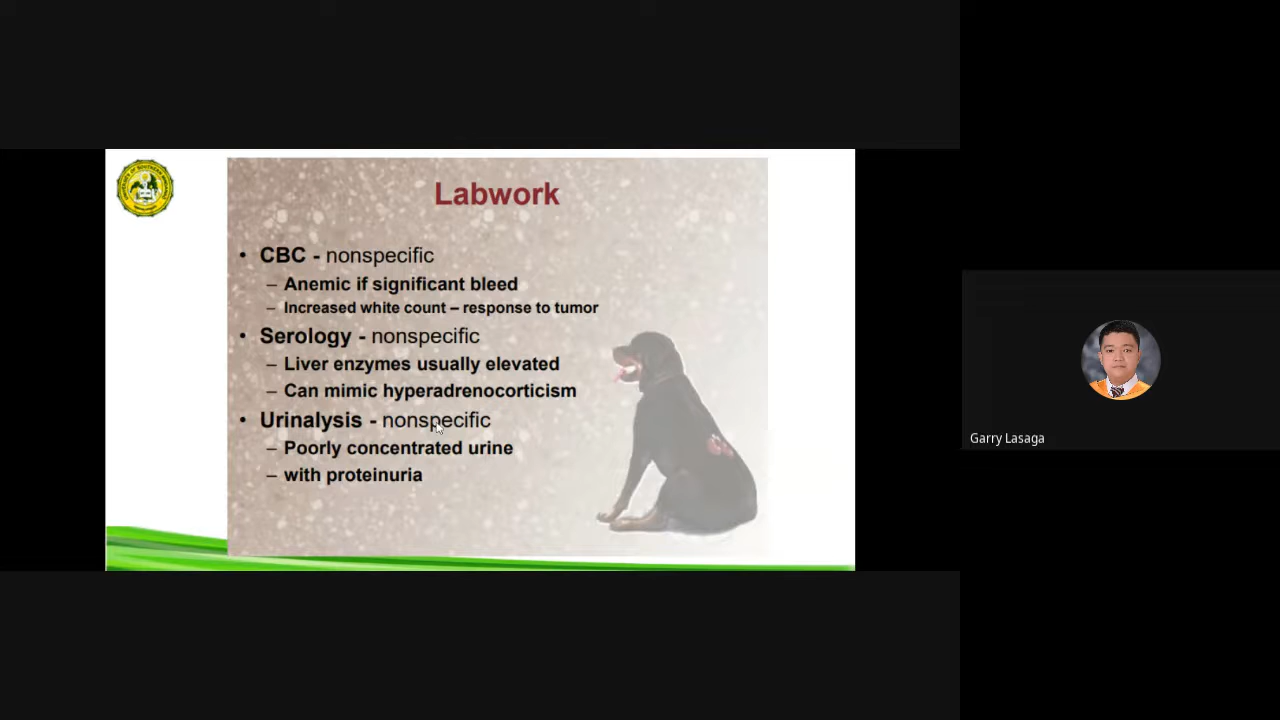 Labwork
• CBC - nonspecific
– Anemic if significant bleed
– Increased white count – response to tumor
• Serology - nonspecific
– Liver enzymes usually elevated
– Can mimic hyperadrenocorticism
• Urinalysis - nonspecific
– Poorly concentrated urine
– with proteinuria
Garry Lasaga